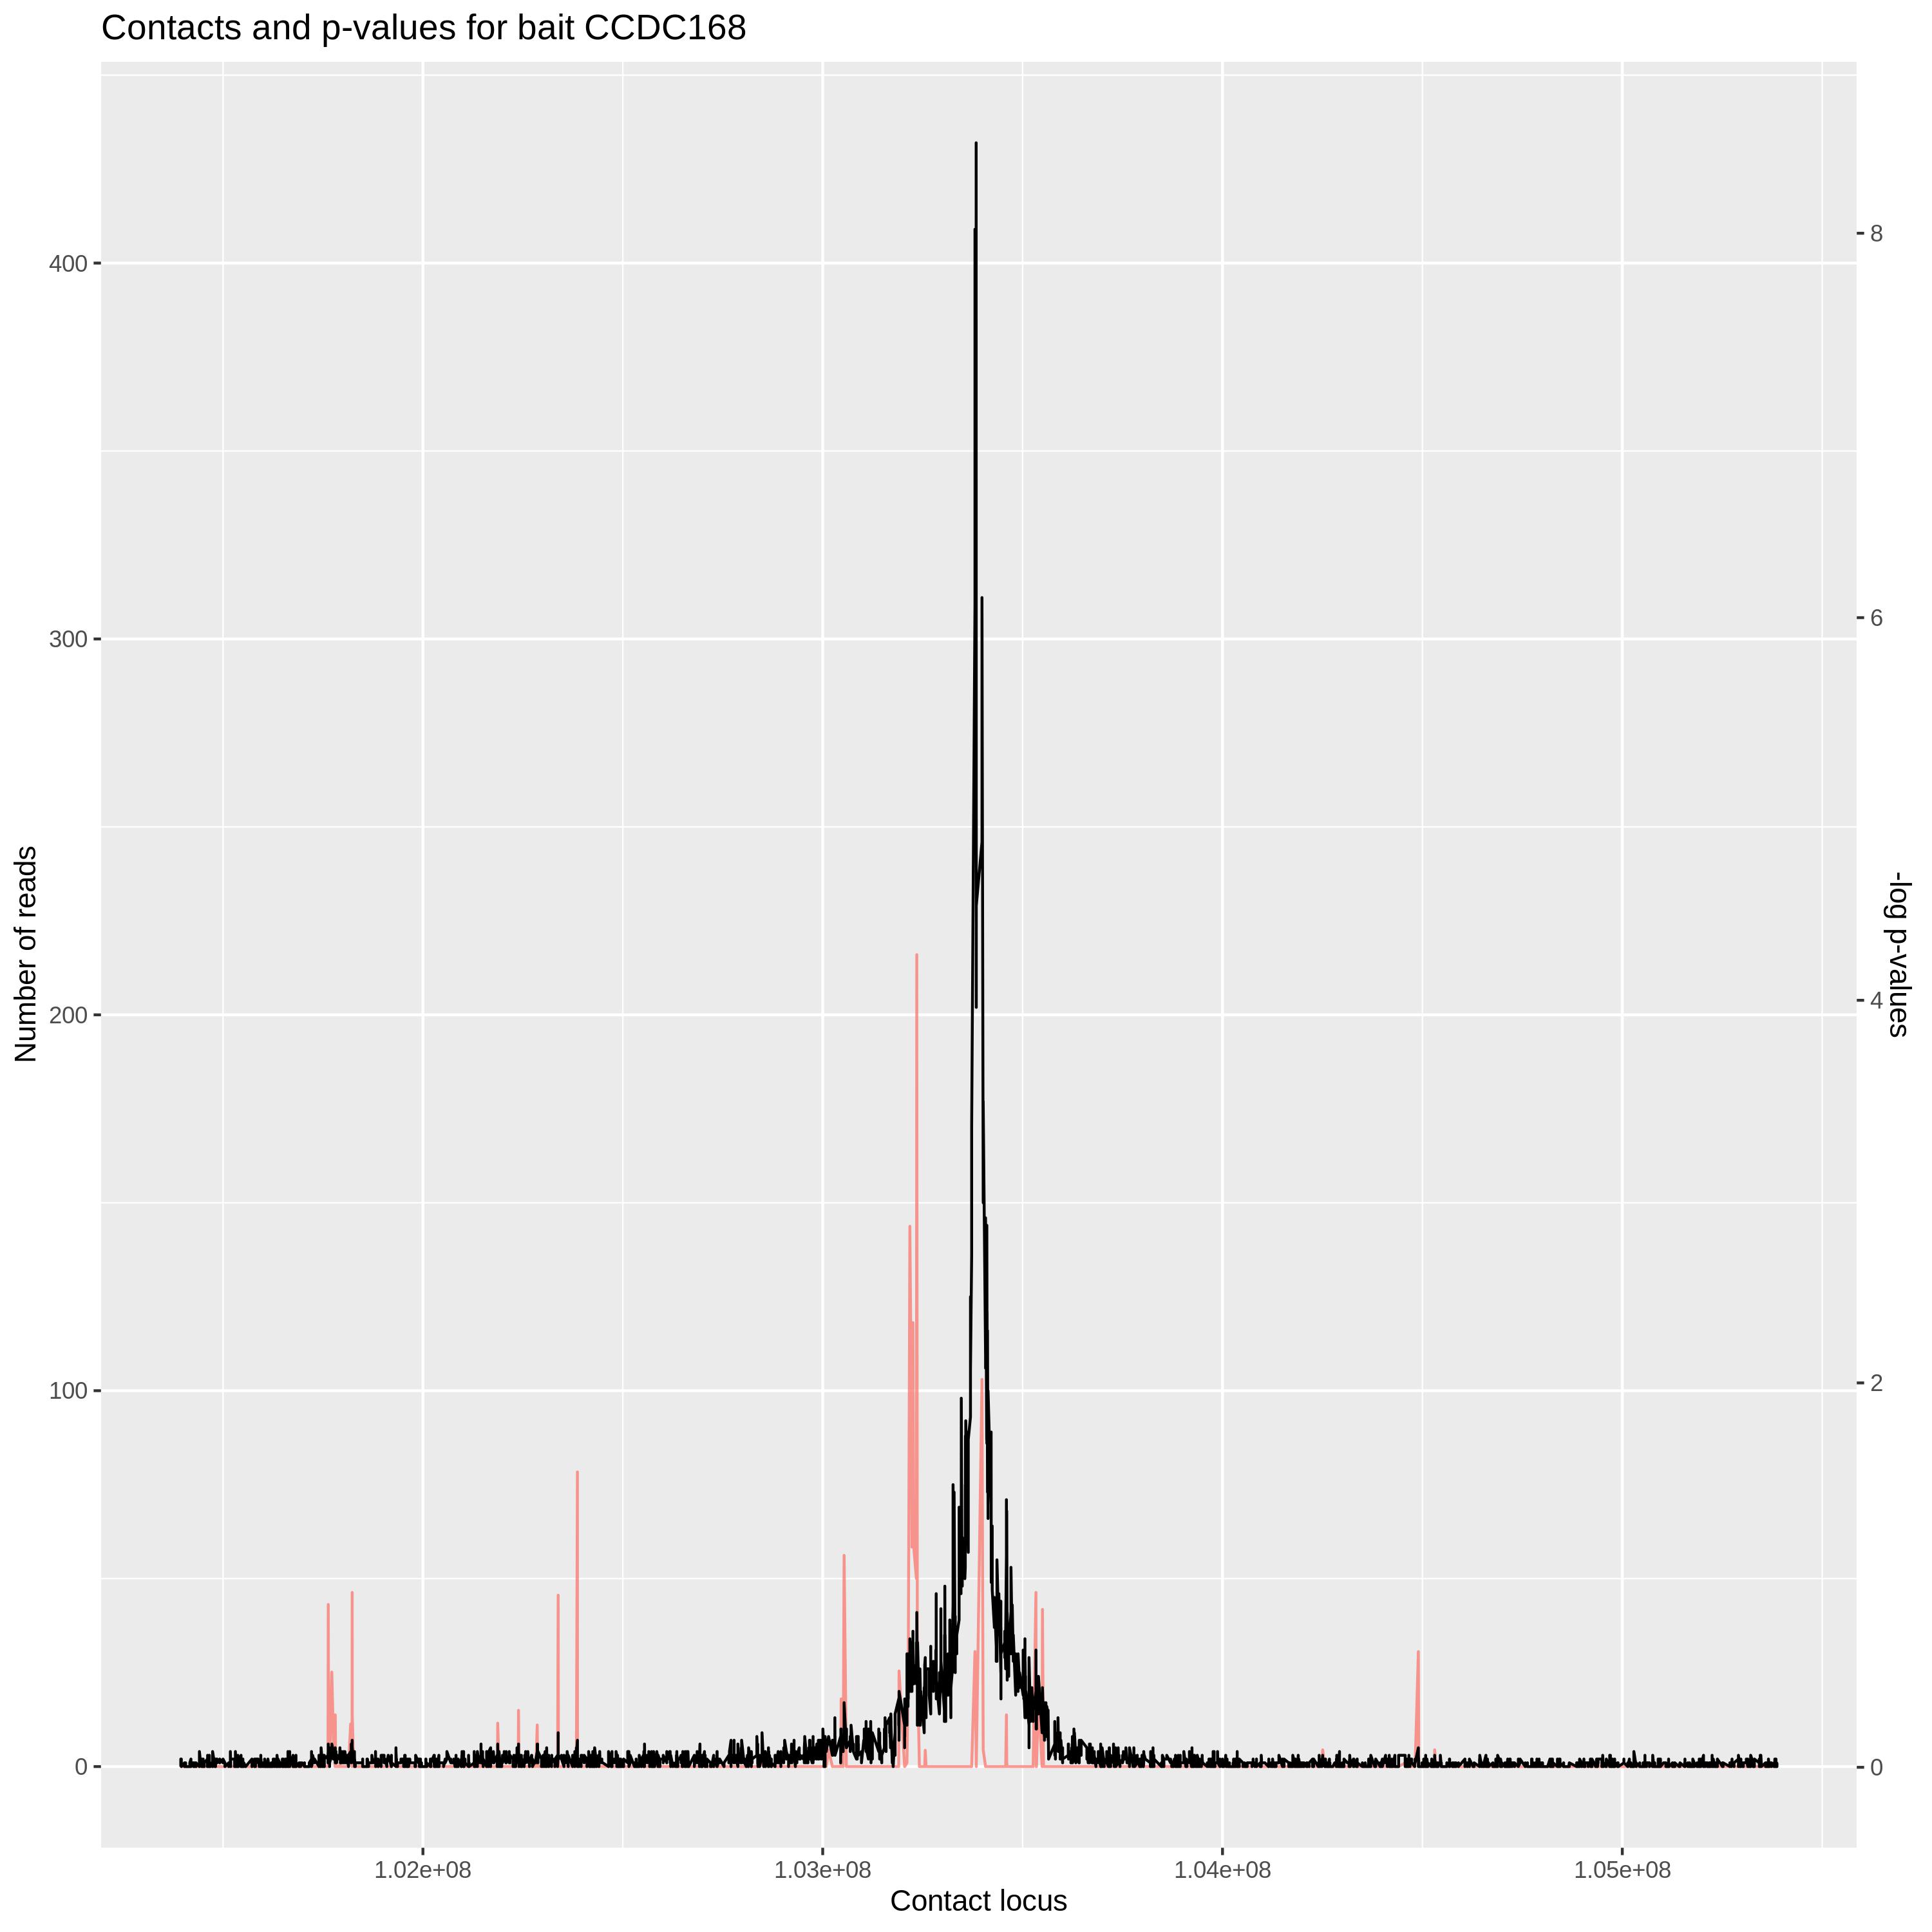 Contacts and p-values for bait CCDC168
Number of reads
400
300
200
100
0
8
6
4
2
0
-log p-values
1.02e+08
1.03e+08
1.04e+08
1.05e+08
Contact locus